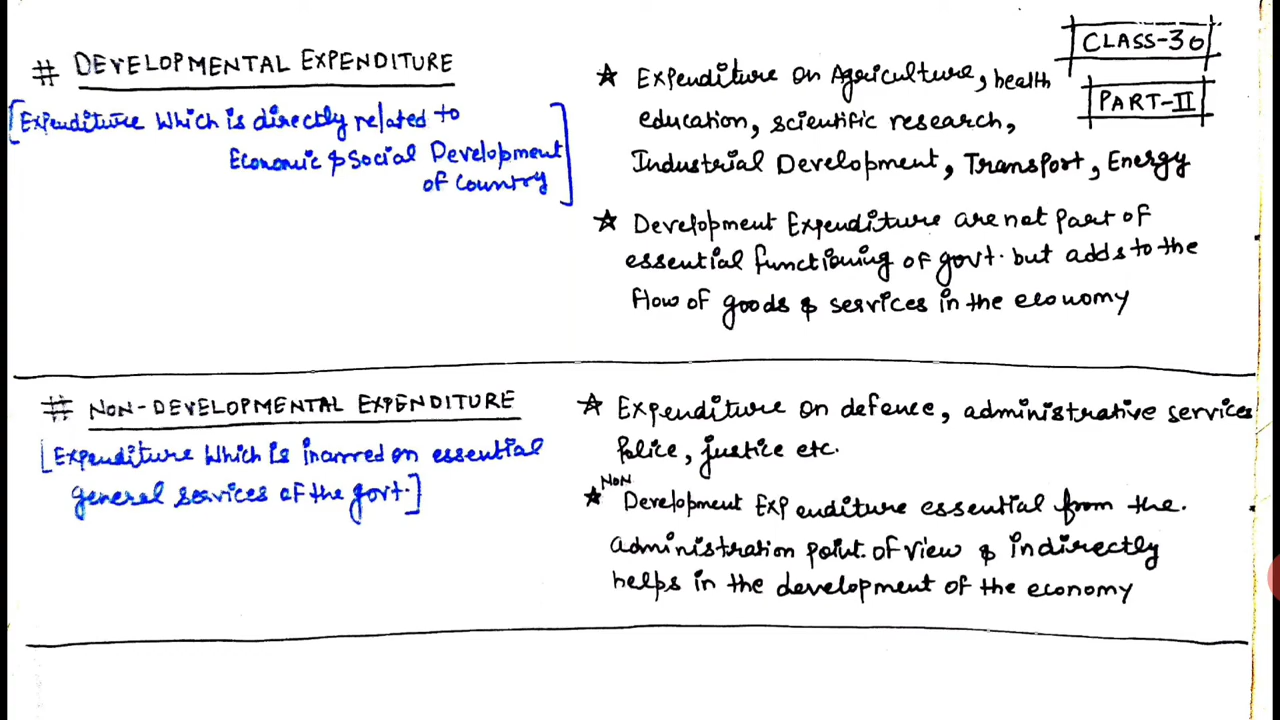 CLASS-30
PART-II
# DEVELOPMENTAL EXPENDITURE
[Expenditure which is directly related to
Economic & Social Development
of Country]
☆ Expenditure on Agriculture, health
education, scientific research,
Industrial Development, Transport, Energy
☆ Development Expenditure are not part of
essential functioning of govt. but adds to the
flow of goods & services in the economy
# NON-DEVELOPMENTAL EXPENDITURE
[Expenditure which is incurred on essential
general services of the govt.]
☆ Expenditure on defence, administrative services
Police, justice etc.
NON
☆ Development Expenditure essential from the.
administration point of view & indirectly
helps in the development of the economy